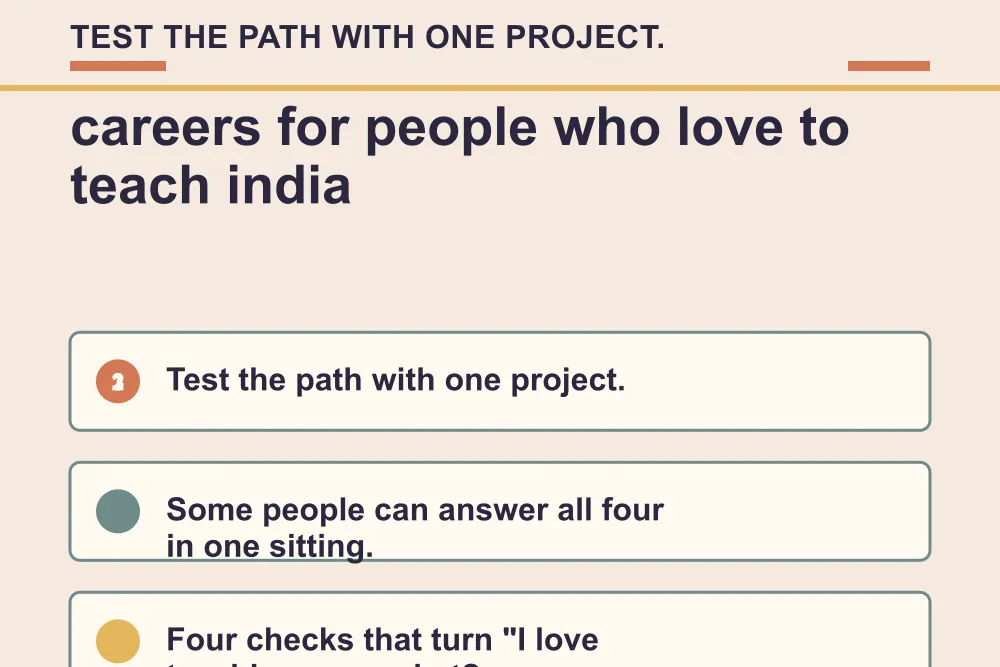 TEST THE PATH WITH ONE PROJECT.
careers for people who love to
teach india
Test the path with one project.
Some people can answer all four
in one sitting.
Four checks that turn "I love